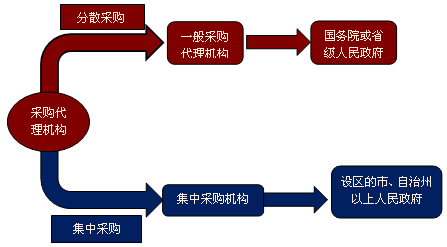 分散采购
一般采购
代理机构
国务院或省
级人民政府
采购代
理机构
集中采购机构
设区的市、自治州
以上人民政府
集中采购